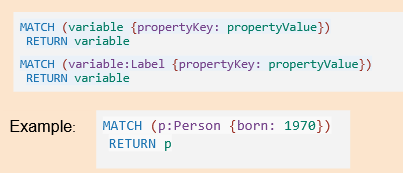 MATCH (variable {propertyKey: propertyValue})
RETURN variable
MATCH (variable:Label {propertyKey: propertyValue})
RETURN variable
Example:
MATCH (p:Person {born: 1970})
RETURN p